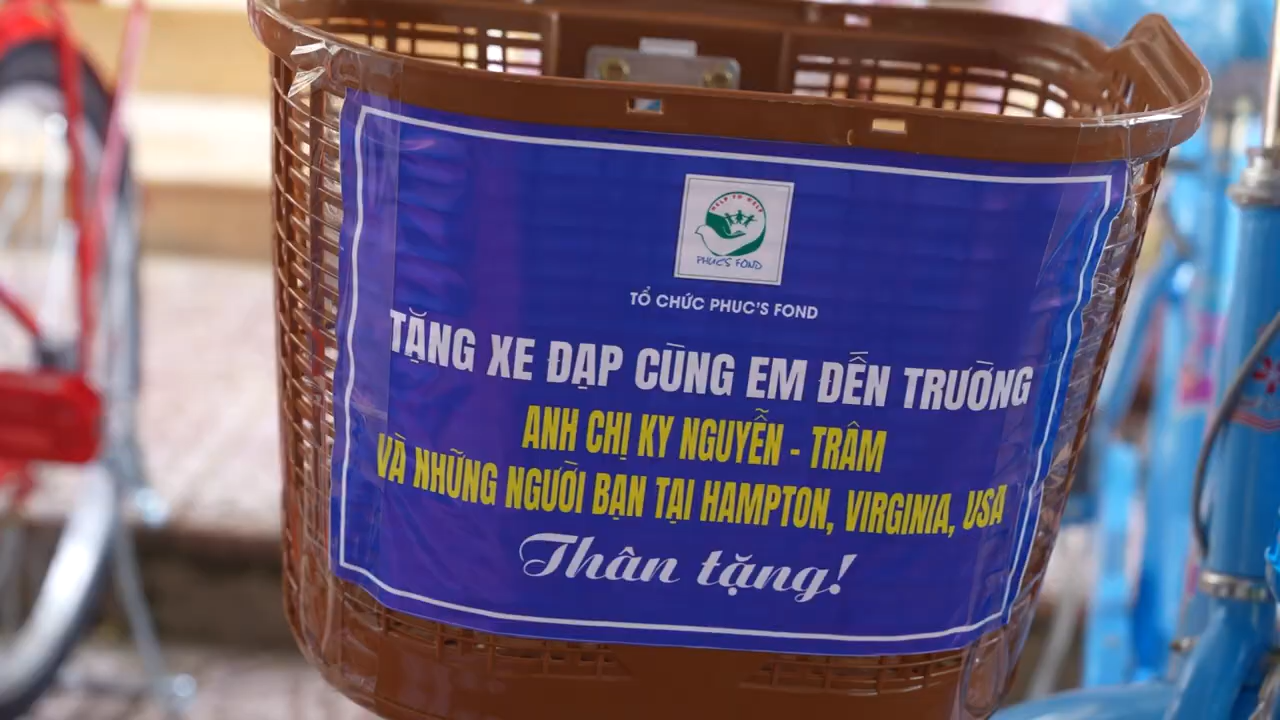 HELP TO HELP
PHUC'S FOND
TỔ CHỨC PHUC'S FOND
TẶNG XE ĐẠP CÙNG EM ĐẾN TRƯỜNG
ANH CHỊ KY NGUYỄN - TRÂM
VÀ NHỮNG NGƯỜI BẠN TẠI HAMPTON, VIRGINIA, USA
Thân tặng!